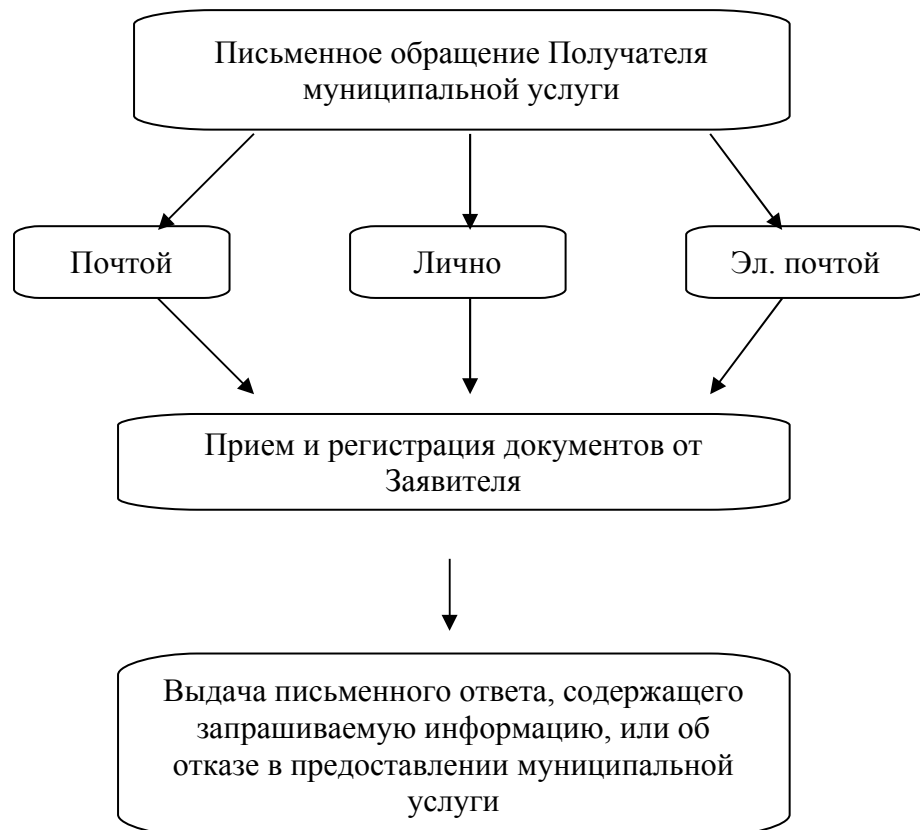 Письменное обращение Получателя
муниципальной услуги
Почтой
Лично
Эл. почтой
Прием и регистрация документов от
Заявителя
Выдача письменного ответа, содержащего
запрашиваемую информацию, или об
отказе в предоставлении муниципальной
услуги